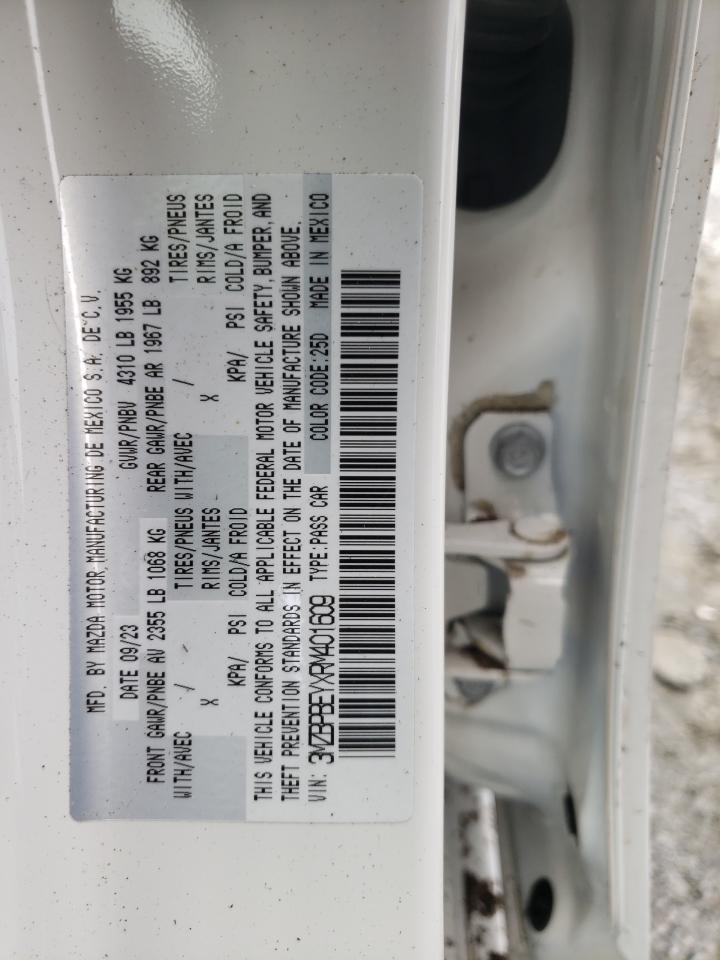 MFD. BY MAZDA MOTOR MANUFACTURING DE MEXICO S.A. DE C.V.
DATE 09/23 GVWR/PNBV 4310 LB 1955 KG
FRONT GAWR/PNBE AV 2355 LB 1068 KG REAR GAWR/PNBE AR 1967 LB 892 KG
WITH/AVEC / TIRES/PNEUS WITH/AVEC / TIRES/PNEUS
X RIMS/JANTES X RIMS/JANTES
KPA/ PSI COLD/A FROID KPA/ PSI COLD/A FROID
THIS VEHICLE CONFORMS TO ALL APPLICABLE FEDERAL MOTOR VEHICLE SAFETY, BUMPER, AND
THEFT PREVENTION STANDARDS IN EFFECT ON THE DATE OF MANUFACTURE SHOWN ABOVE.
VIN: 3MZBPBEYXRM401609 TYPE:PASS CAR COLOR CODE:25D MADE IN MEXICO